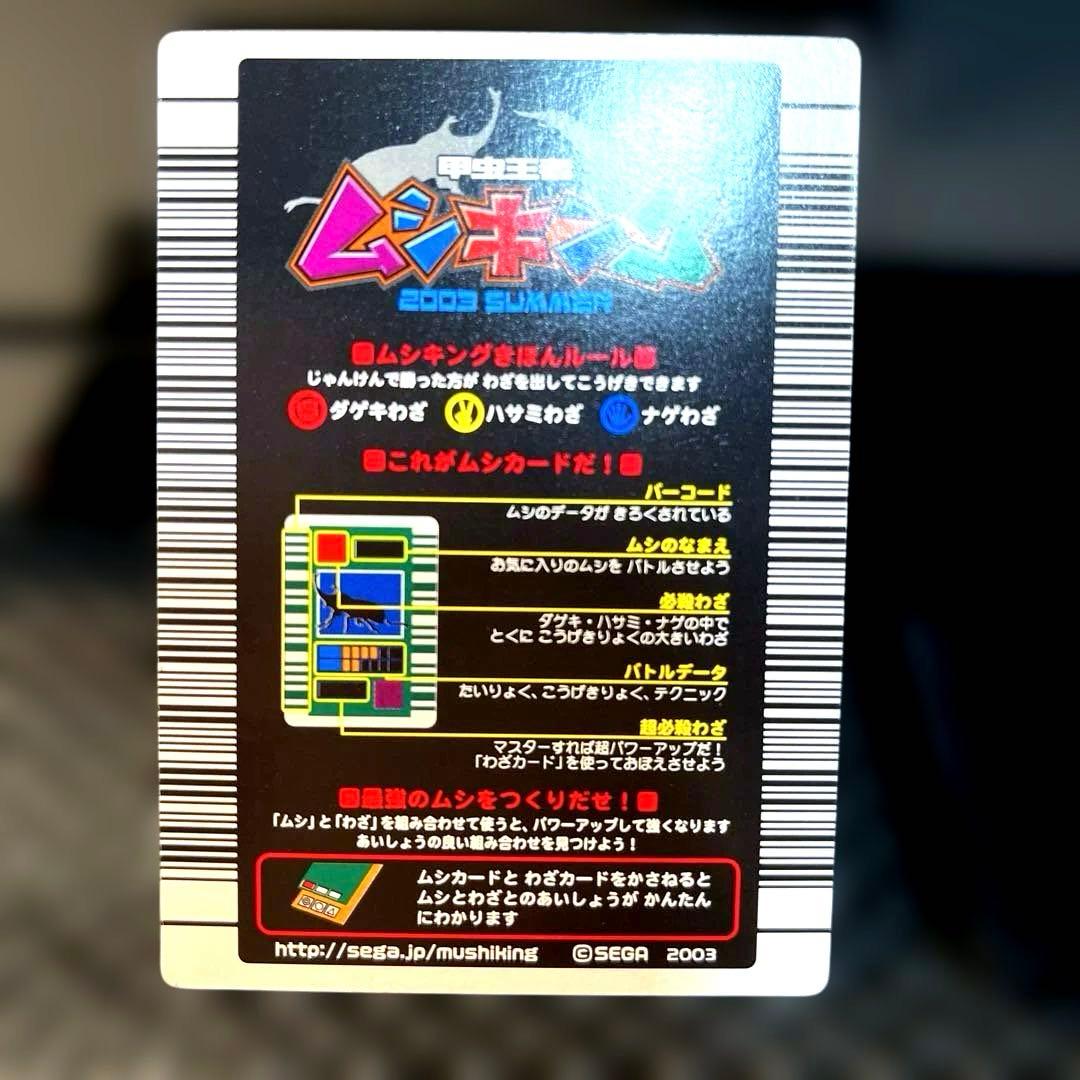 甲虫王者
ムシキング
2003 SUMMER
ムシキングきほんルール
じゃんけんで勝った方が わざを出してこうげきできます
ダゲキわざ ハサミわざ ナゲわざ
これがムシカードだ！
バーコード
ムシのデータが きろくされている
ムシのなまえ
お気に入りのムシを バトルさせよう
必殺わざ
ダゲキ・ハサミ・ナゲの中で
とくに こうげきりょくの大きいわざ
バトルデータ
たいりょく、こうげきりょく、テクニック
超必殺わざ
マスターすれば超パワーアップだ！
「わざカード」を使っておぼえさせよう
最強のムシをつくりだせ！
「ムシ」と「わざ」を組み合わせて使うと、パワーアップして強くなります
あいしょうの良い組み合わせを見つけよう！
ムシカードと わざカードをかさねると
ムシとわざとのあいしょうが かんたん
にわかります
http://sega.jp/mushiking ©SEGA 2003